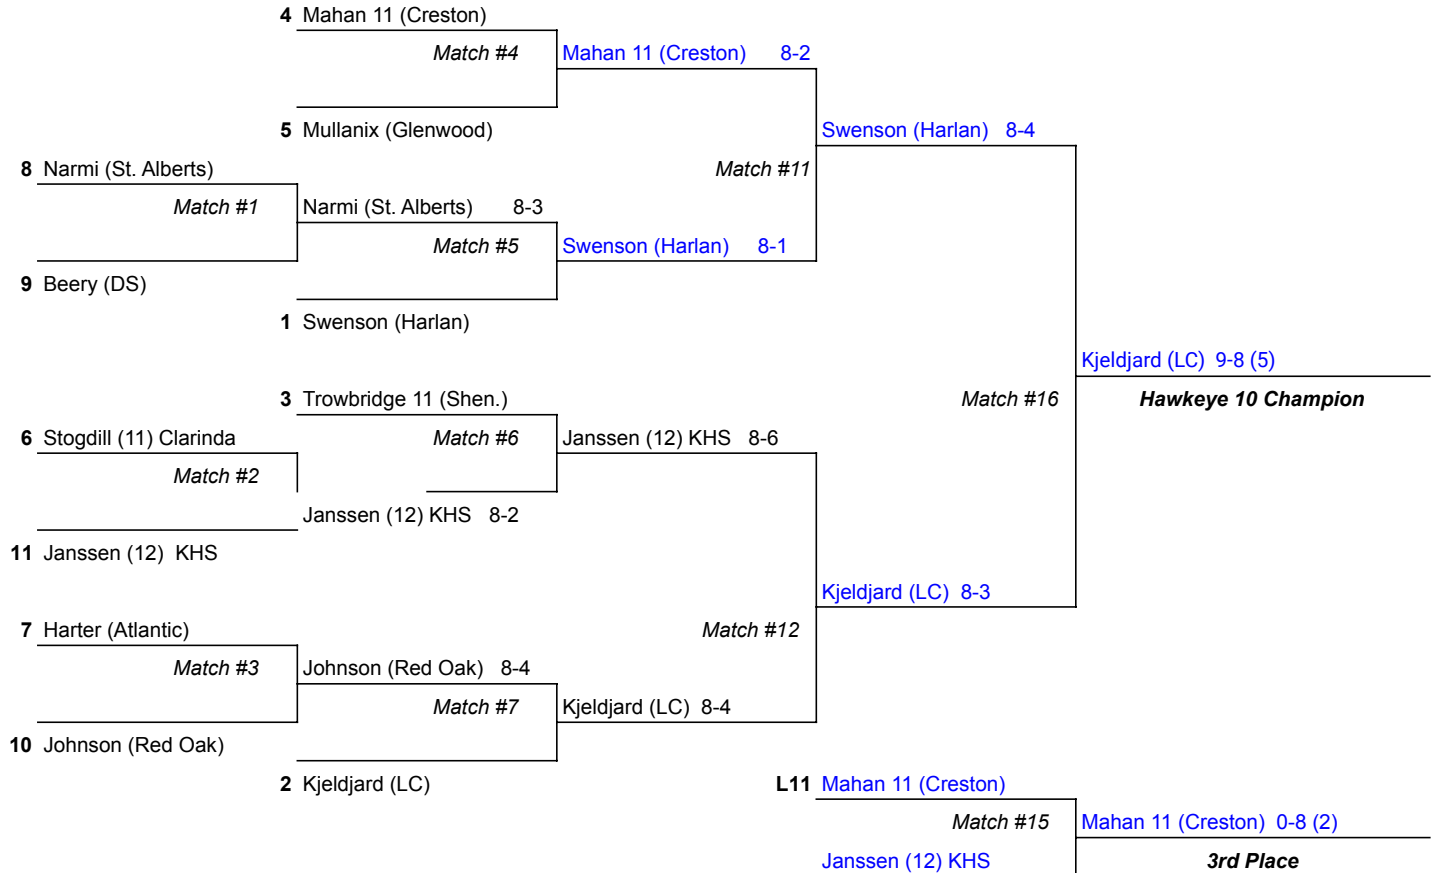 4 Mahan 11 (Creston)
Match #4 Mahan 11 (Creston) 8-2
5 Mullanix (Glenwood) Swenson (Harlan) 8-4
8 Narmi (St. Alberts) Match #11
Match #1 Narmi (St. Alberts) 8-3
Match #5 Swenson (Harlan) 8-1
9 Beery (DS)
1 Swenson (Harlan)
Kjeldjard (LC) 9-8 (5)
3 Trowbridge 11 (Shen.) Match #16 Hawkeye 10 Champion
6 Stogdill (11) Clarinda Match #6 Janssen (12) KHS 8-6
Match #2
Janssen (12) KHS 8-2
11 Janssen (12) KHS
Kjeldjard (LC) 8-3
7 Harter (Atlantic) Match #12
Match #3 Johnson (Red Oak) 8-4
Match #7 Kjeldjard (LC) 8-4
10 Johnson (Red Oak)
2 Kjeldjard (LC) L11 Mahan 11 (Creston)
Match #15 Mahan 11 (Creston) 0-8 (2)
Janssen (12) KHS 3rd Place